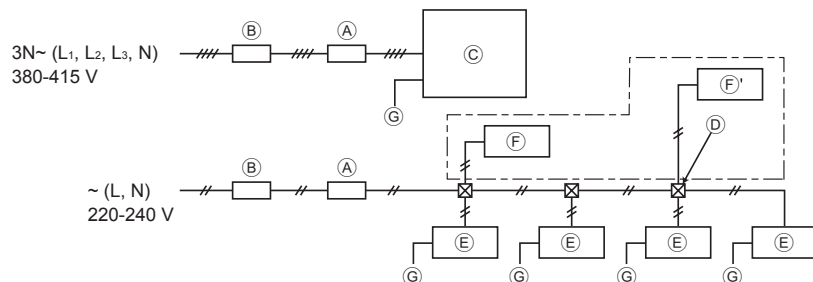 Ⓑ Ⓐ Ⓒ
3N~ (L₁, L₂, L₃, N)
380-415 V
Ⓖ
Ⓕ'
Ⓓ
Ⓕ
Ⓑ Ⓐ
~ (L, N)
220-240 V
Ⓔ Ⓔ Ⓔ Ⓔ
Ⓖ Ⓖ Ⓖ Ⓖ